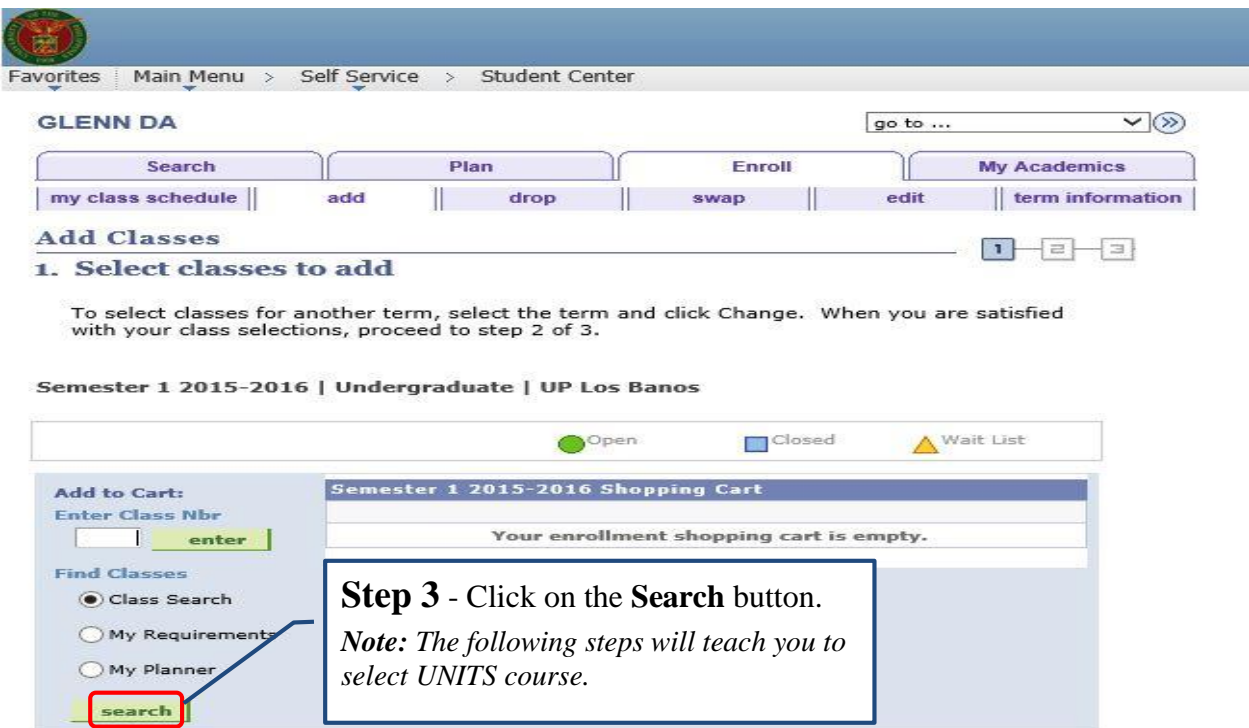 Favorites Main Menu > Self Service > Student Center
GLENN DA
go to ...
Search Plan Enroll My Academics
my class schedule add drop swap edit term information
Add Classes
1 2 3
1. Select classes to add
To select classes for another term, select the term and click Change. When you are satisfied
with your class selections, proceed to step 2 of 3.
Semester 1 2015-2016 | Undergraduate | UP Los Banos
Open Closed Wait List
Add to Cart:
Enter Class Nbr
enter
Semester 1 2015-2016 Shopping Cart
Your enrollment shopping cart is empty.
Find Classes
Class Search
My Requirements
My Planner
search
Step 3 - Click on the Search button.
Note: The following steps will teach you to
select UNITS course.